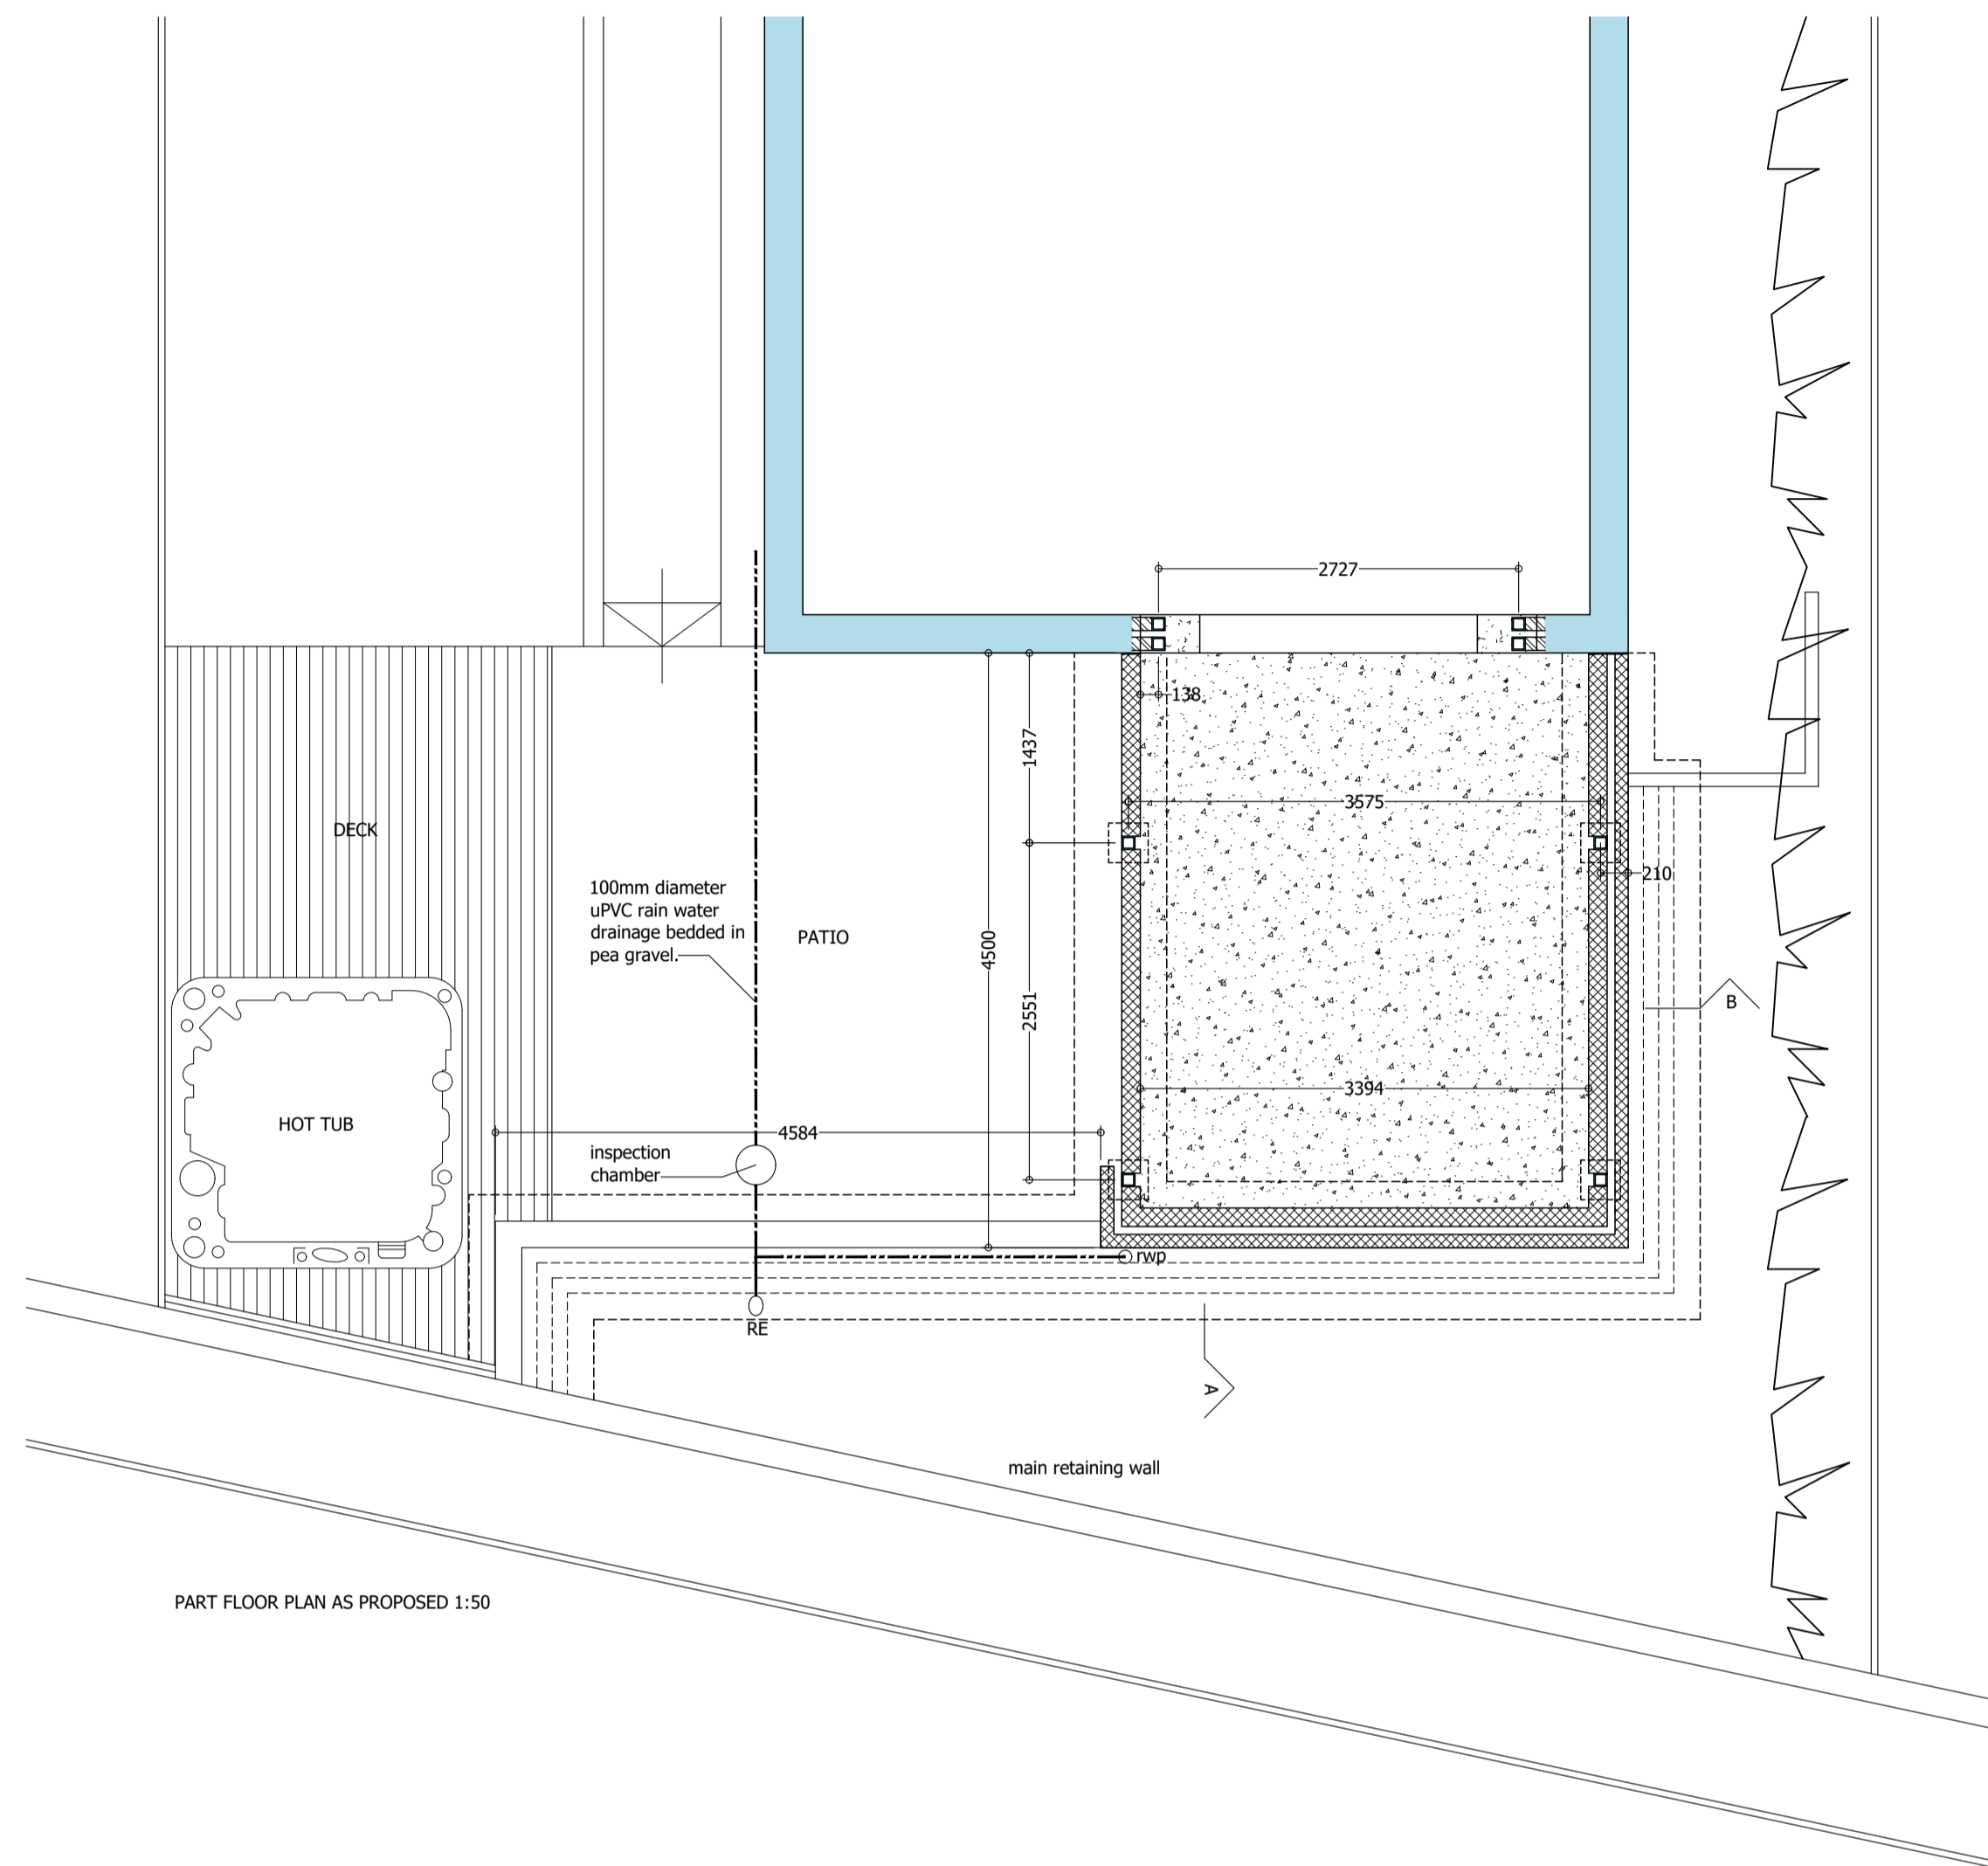 2727
138
1437
3575
DECK
210
100mm diameter
uPVC rain water
drainage bedded in
pea gravel.
PATIO
4500
B
2551
3394
HOT TUB
4584
inspection
chamber
rwp
RE
A
main retaining wall
PART FLOOR PLAN AS PROPOSED 1:50